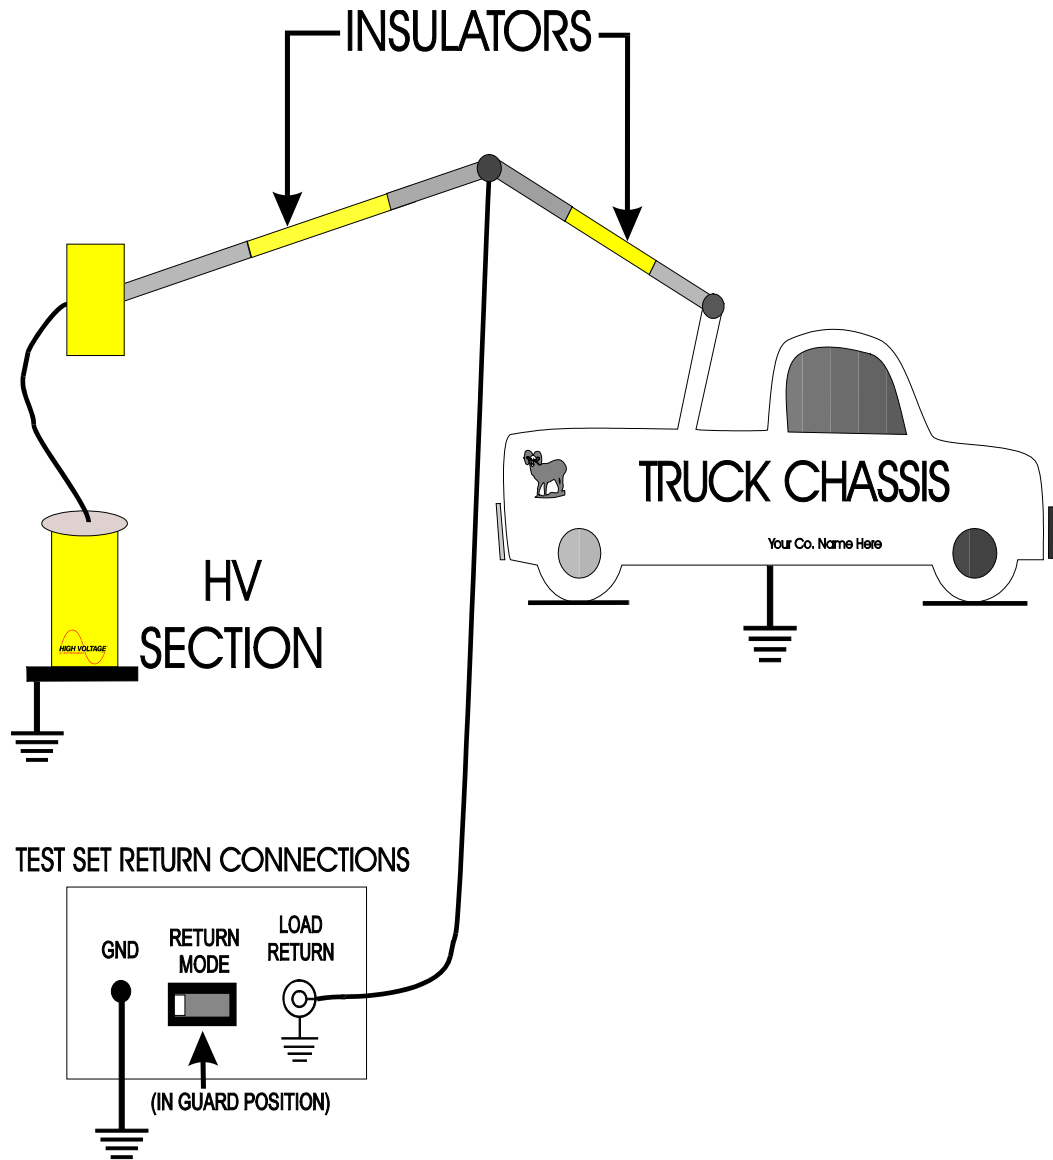 INSULATORS
TRUCK CHASSIS
Your Co. Name Here
HV
SECTION
HIGH VOLTAGE
TEST SET RETURN CONNECTIONS
GND
RETURN
MODE
LOAD
RETURN
(IN GUARD POSITION)